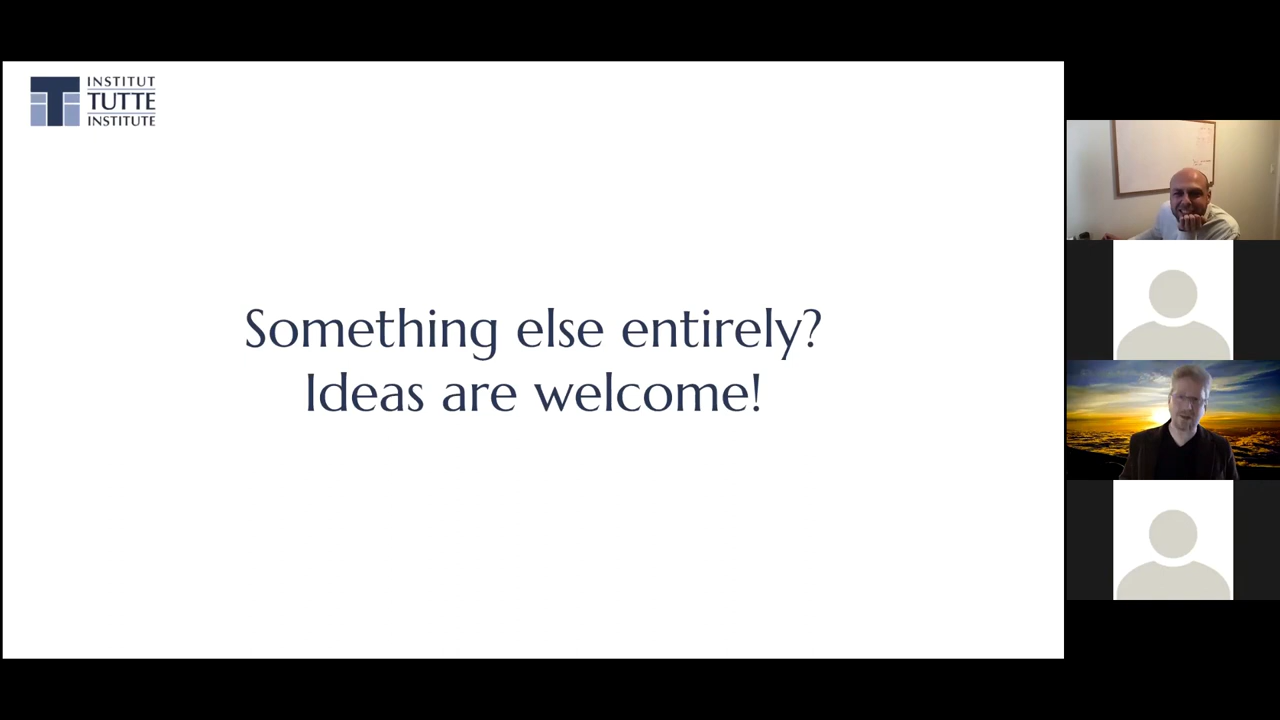 INSTITUT
TUTTE
INSTITUTE
Something else entirely?
Ideas are welcome!